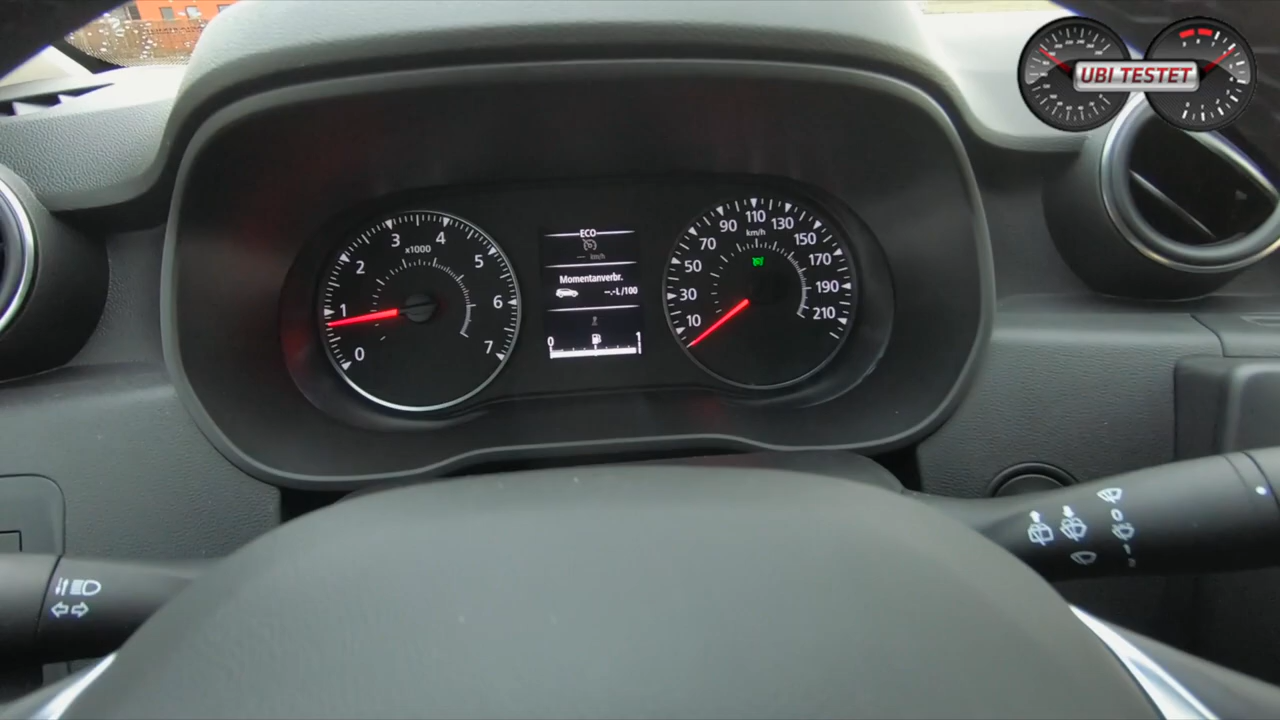 UBI TESTET
0
1
2
3
4
5
6
7
x1000
ECO
--- km/h
Momentanverbr.
--.-L/100
0 1
10
30
50
70
90
110
130
150
170
190
210
km/h